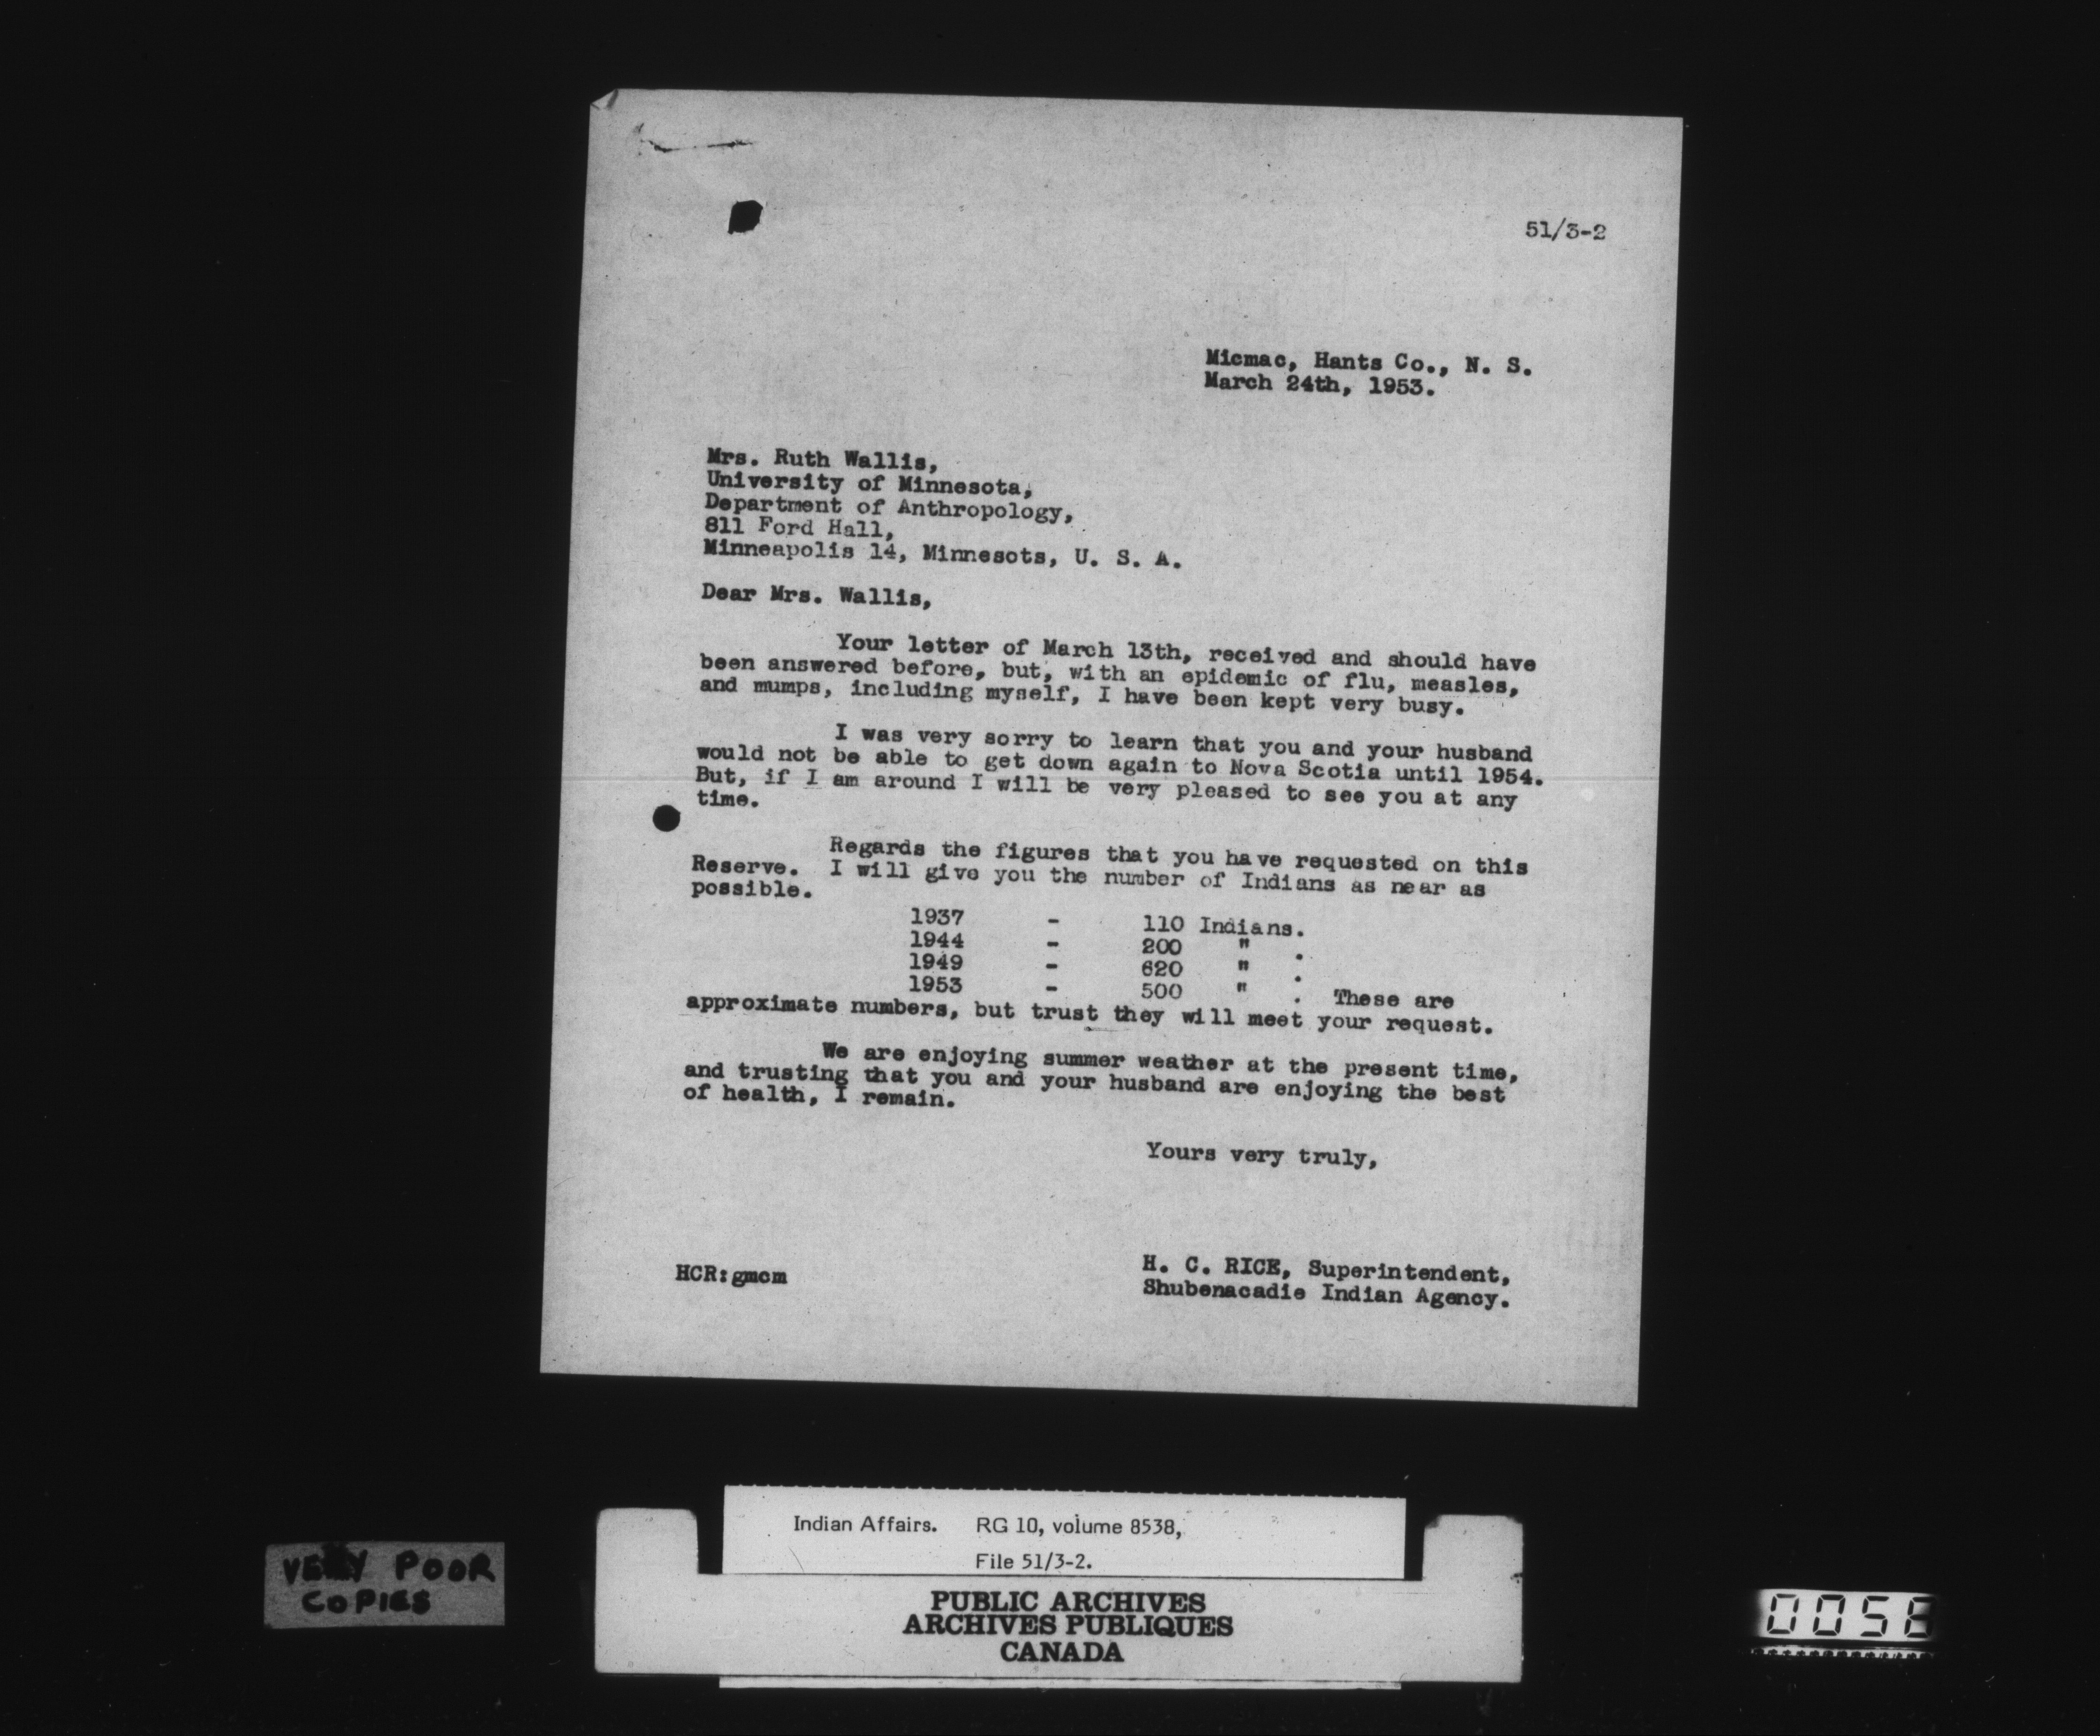 51/3-2
Micmac, Hants Co., N. S.
March 24th, 1953.
Mrs. Ruth Wallis,
University of Minnesota,
Department of Anthropology,
811 Ford Hall,
Minneapolis 14, Minnesots, U. S. A.
Dear Mrs. Wallis,
Your letter of March 13th, received and should have
been answered before, but, with an epidemic of flu, measles,
and mumps, including myself, I have been kept very busy.
I was very sorry to learn that you and your husband
would not be able to get down again to Nova Scotia until 1954.
But, if I am around I will be very pleased to see you at any
time.
Regards the figures that you have requested on this
Reserve. I will give you the number of Indians as near as
possible.
1937 - 110 Indians.
1944 - 200 " .
1949 - 620 " .
1953 - 500 " . These are
approximate numbers, but trust they will meet your request.
We are enjoying summer weather at the present time,
and trusting that you and your husband are enjoying the best
of health, I remain.
Yours very truly,
HCR:gmcm
H. C. RICE, Superintendent,
Shubenacadie Indian Agency.
Indian Affairs. RG 10, volume 8538,
File 51/3-2.
PUBLIC ARCHIVES
ARCHIVES PUBLIQUES
CANADA
VERY POOR
COPIES